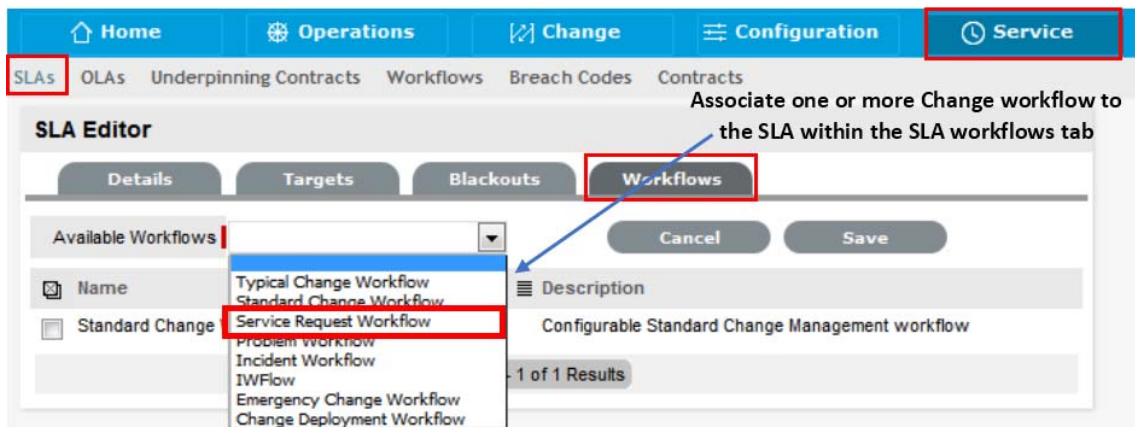 Home Operations Change Configuration Service
SLAs OLAs Underpinning Contracts Workflows Breach Codes Contracts
Associate one or more Change workflow to
the SLA within the SLA workflows tab
SLA Editor
Details Targets Blackouts Workflows
Available Workflows Cancel Save
Name Description
Typical Change Workflow
Standard Change Workflow
Service Request Workflow
Problem Workflow
Incident Workflow
IWFlow
Emergency Change Workflow
Change Deployment Workflow
Standard Change Configurable Standard Change Management workflow
1 of 1 Results